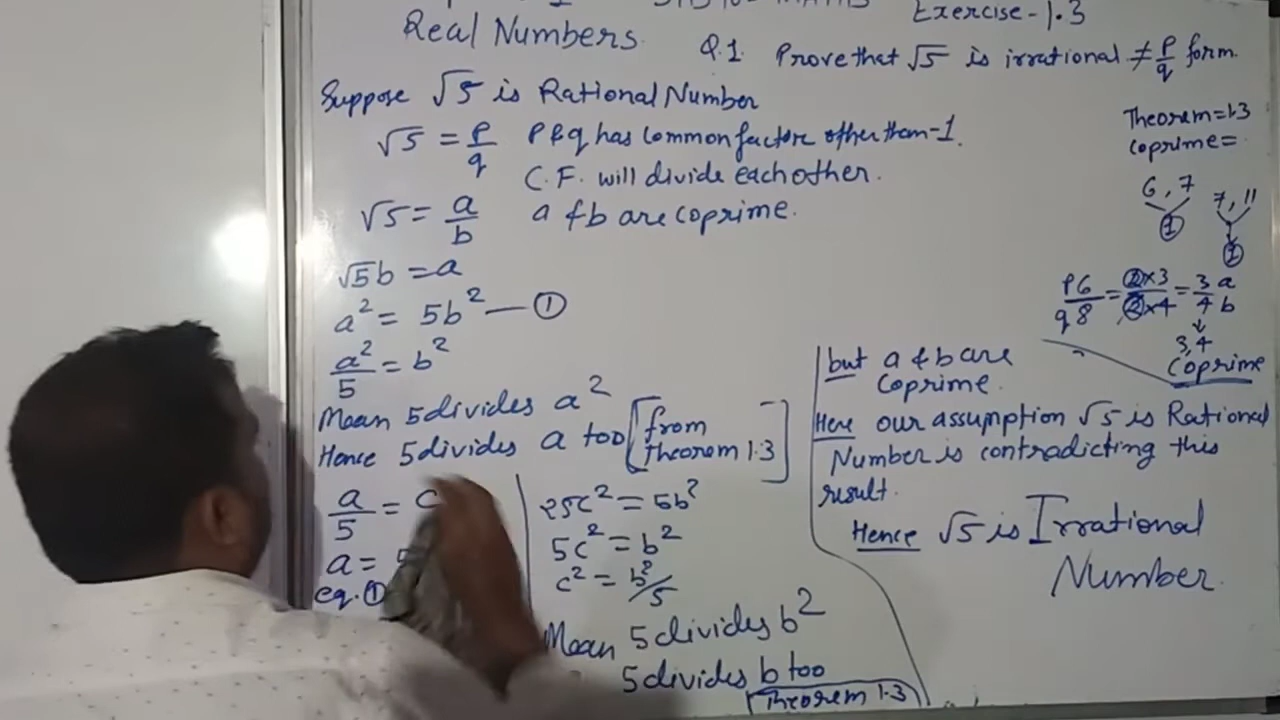 Exercise-1.3
Real Numbers.
Q.1. Prove that √5 is irrational ≠ p/q form.
Suppose √5 is Rational Number
√5 = p/q P & q has common factor other than-1.
C.F. will divide each other.
√5 = a/b a & b are coprime.
√5b = a
a² = 5b² — ①
a²/5 = b²
Mean 5 divides a²
Hence 5 divides a too [from theorem 1.3]
a/5 = c
a = 5
eq. ①
25c² = 5b²
5c² = b²
c² = b²/5
Mean 5 divides b²
5 divides b too
Theorem 1.3
Theorem = 1.3
coprime =
6, 7
①
7, 11
①
P6/q8 = ②×3/②×4 = 3/4 a/b
3, 4
Coprime
but a & b are
coprime.
Here our assumption √5 is Rational
Number is contradicting this
result.
Hence √5 is Irrational
Number.